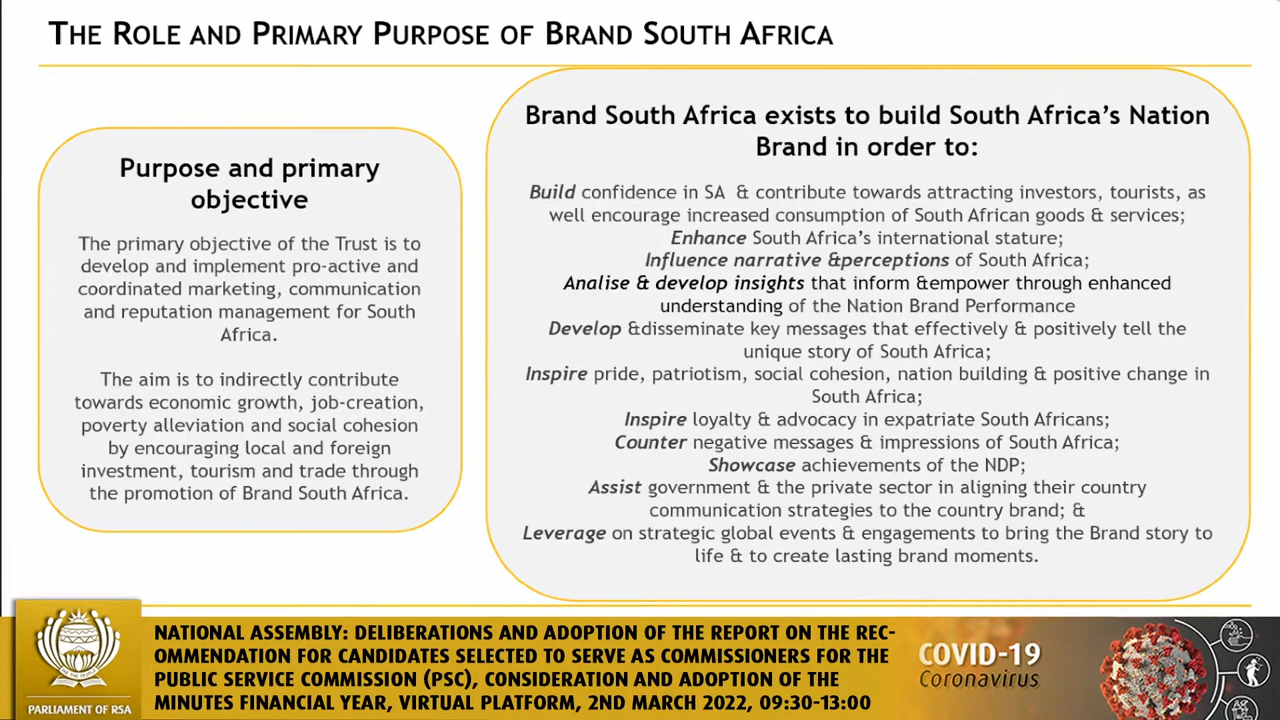 THE ROLE AND PRIMARY PURPOSE OF BRAND SOUTH AFRICA
Purpose and primary
objective
The primary objective of the Trust is to
develop and implement pro-active and
coordinated marketing, communication
and reputation management for South
Africa.
The aim is to indirectly contribute
towards economic growth, job-creation,
poverty alleviation and social cohesion
by encouraging local and foreign
investment, tourism and trade through
the promotion of Brand South Africa.
Brand South Africa exists to build South Africa's Nation
Brand in order to:
Build confidence in SA & contribute towards attracting investors, tourists, as
well encourage increased consumption of South African goods & services;
Enhance South Africa's international stature;
Influence narrative &perceptions of South Africa;
Analise & develop insights that inform &empower through enhanced
understanding of the Nation Brand Performance
Develop &disseminate key messages that effectively & positively tell the
unique story of South Africa;
Inspire pride, patriotism, social cohesion, nation building & positive change in
South Africa;
Inspire loyalty & advocacy in expatriate South Africans;
Counter negative messages & impressions of South Africa;
Showcase achievements of the NDP;
Assist government & the private sector in aligning their country
communication strategies to the country brand; &
Leverage on strategic global events & engagements to bring the Brand story to
life & to create lasting brand moments.
PARLIAMENT OF RSA
NATIONAL ASSEMBLY: DELIBERATIONS AND ADOPTION OF THE REPORT ON THE REC-
OMMENDATION FOR CANDIDATES SELECTED TO SERVE AS COMMISSIONERS FOR THE
PUBLIC SERVICE COMMISSION (PSC), CONSIDERATION AND ADOPTION OF THE
MINUTES FINANCIAL YEAR, VIRTUAL PLATFORM, 2ND MARCH 2022, 09:30-13:00
COVID-19
Coronavirus